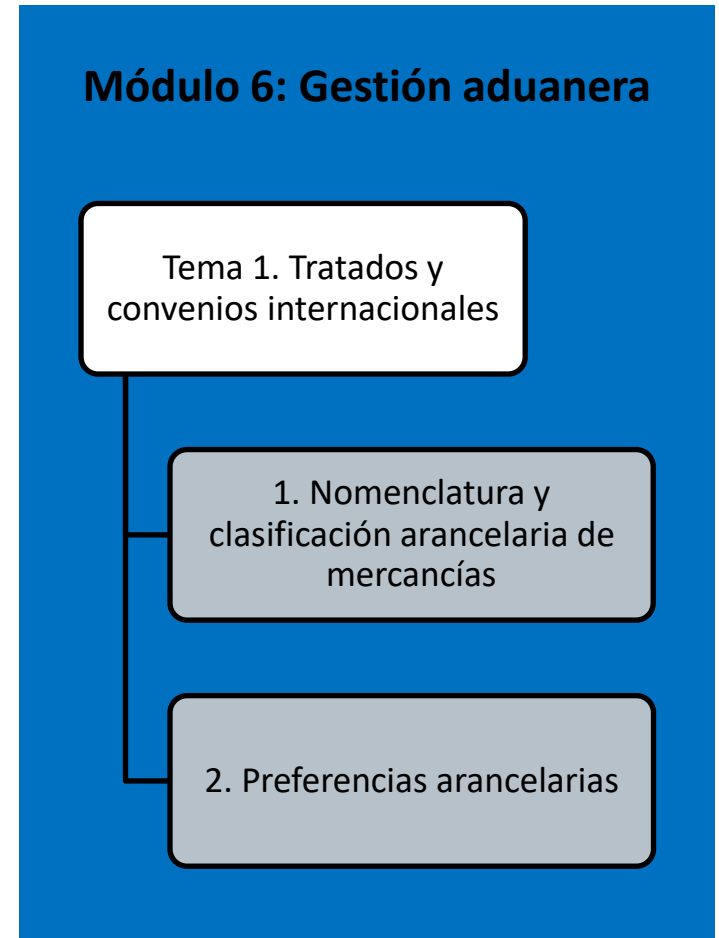 Módulo 6: Gestión aduanera
Tema 1. Tratados y
convenios internacionales
1. Nomenclatura y
clasificación arancelaria de
mercancías
2. Preferencias arancelarias